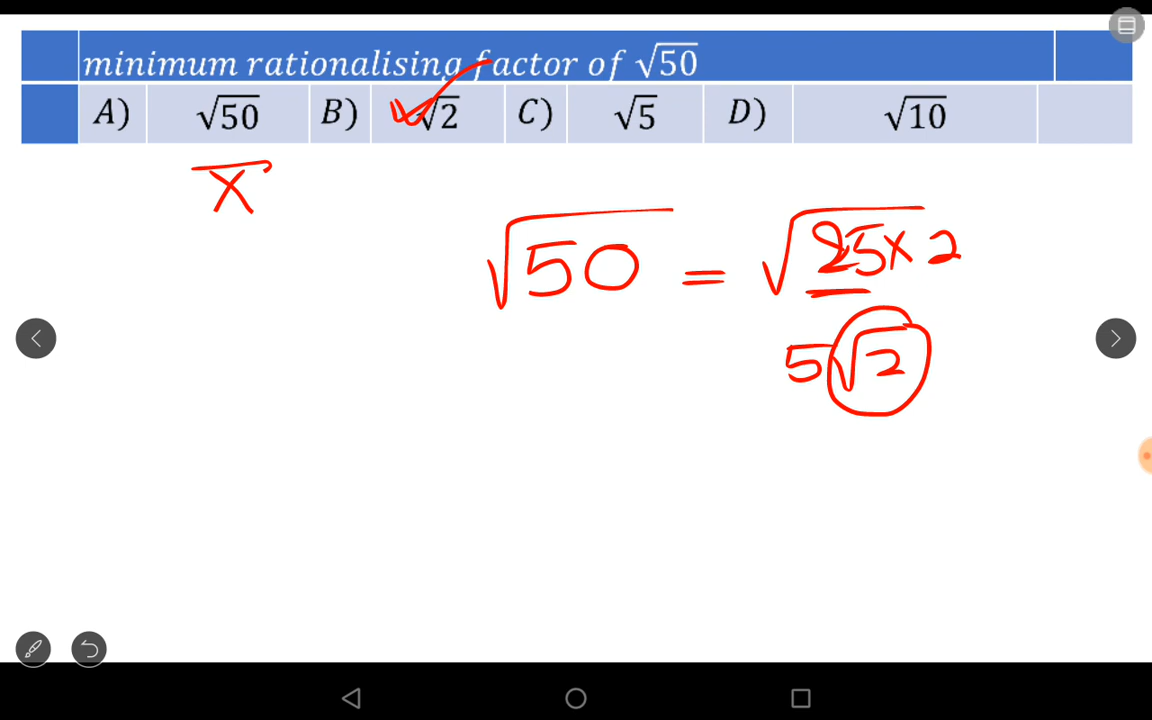 minimum rationalising factor of √50
A) √50 B) √2 C) √5 D) √10
X
√50 = √25×2
5√2